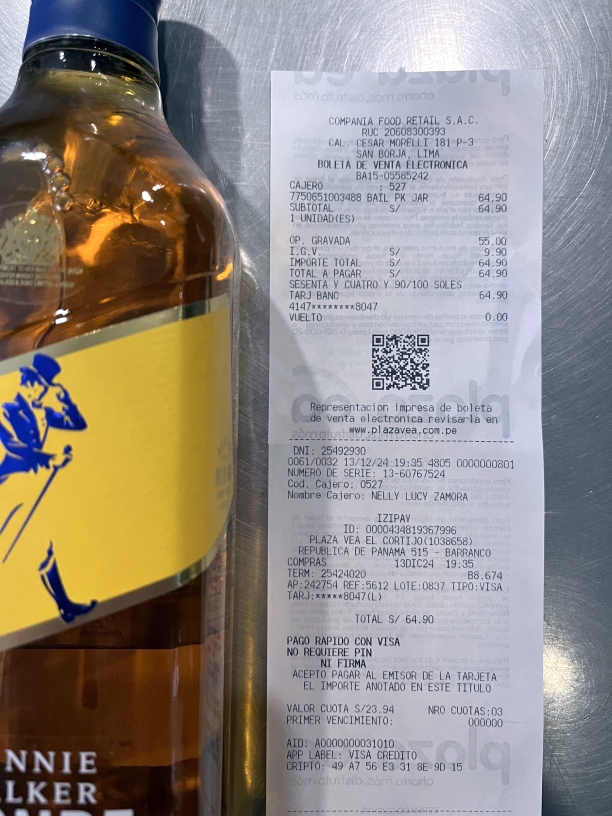 COMPANIA FOOD RETAIL S.A.C.
RUC 20608300393
CAL. CESAR MORELLI 181 P-3
SAN BORJA, LIMA
BOLETA DE VENTA ELECTRONICA
BA15-05585242
CAJERO : 527
7750651003488 BAIL PK JAR 64.90
SUBTOTAL S/ 64.90
1 UNIDAD(ES)
OP. GRAVADA 55.00
I.G.V. S/ 9.90
IMPORTE TOTAL S/ 64.90
TOTAL A PAGAR S/ 64.90
SESENTA Y CUATRO Y 90/100 SOLES
TARJ BANC 64.90
4147********8047
VUELTO 0.00
Representacion impresa de boleta
de venta electronica revisarla en
www.plazavea.com.pe
DNI: 25492930
0061/0032 13/12/24 19:35 4805 0000000801
NUMERO DE SERIE: 13-60767524
Cod. Cajero: 0527
Nombre Cajero: NELLY LUCY ZAMORA
IZIPAY
ID: 0000434819367996
PLAZA VEA EL CORTIJO(1038658)
REPUBLICA DE PANAMA 515 - BARRANCO
COMPRAS 13DIC24 19:35
TERM: 25424020 B8.674
AP:242754 REF:5612 LOTE:0837 TIPO:VISA
TARJ:*****8047(L)
TOTAL S/ 64.90
PAGO RAPIDO CON VISA
NO REQUIERE PIN
NI FIRMA
ACEPTO PAGAR AL EMISOR DE LA TARJETA
EL IMPORTE ANOTADO EN ESTE TITULO
VALOR CUOTA S/23.94 NRO CUOTAS:03
PRIMER VENCIMIENTO: 000000
AID: A0000000031010
APP LABEL: VISA CREDITO
CRIPTO: 49 A7 56 E3 31 8E 9D 15
NNIE
LKER